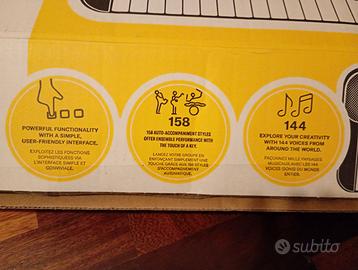 POWERFUL FUNCTIONALITY
WITH A SIMPLE,
USER-FRIENDLY INTERFACE.
EXPLOITEZ LES FONCTIONS
SOPHISTIQUÉES VIA
L'INTERFACE SIMPLE ET
CONVIVIALE.
158
158 AUTO-ACCOMPANIMENT STYLES
OFFER ENSEMBLE PERFORMANCE WITH
THE TOUCH OF A KEY.
LANCEZ VOTRE GROUPE EN
ENFONÇANT SIMPLEMENT UNE
TOUCHE GRÂCE AUX 158 STYLES
D'ACCOMPAGNEMENT
AUTOMATIQUE.
144
EXPLORE YOUR CREATIVITY
WITH 144 VOICES FROM
AROUND THE WORLD.
FAÇONNEZ MILLE PAYSAGES
MUSICAUX AVEC LES 144
VOIX (SONS) DU MONDE
ENTIER.
subito